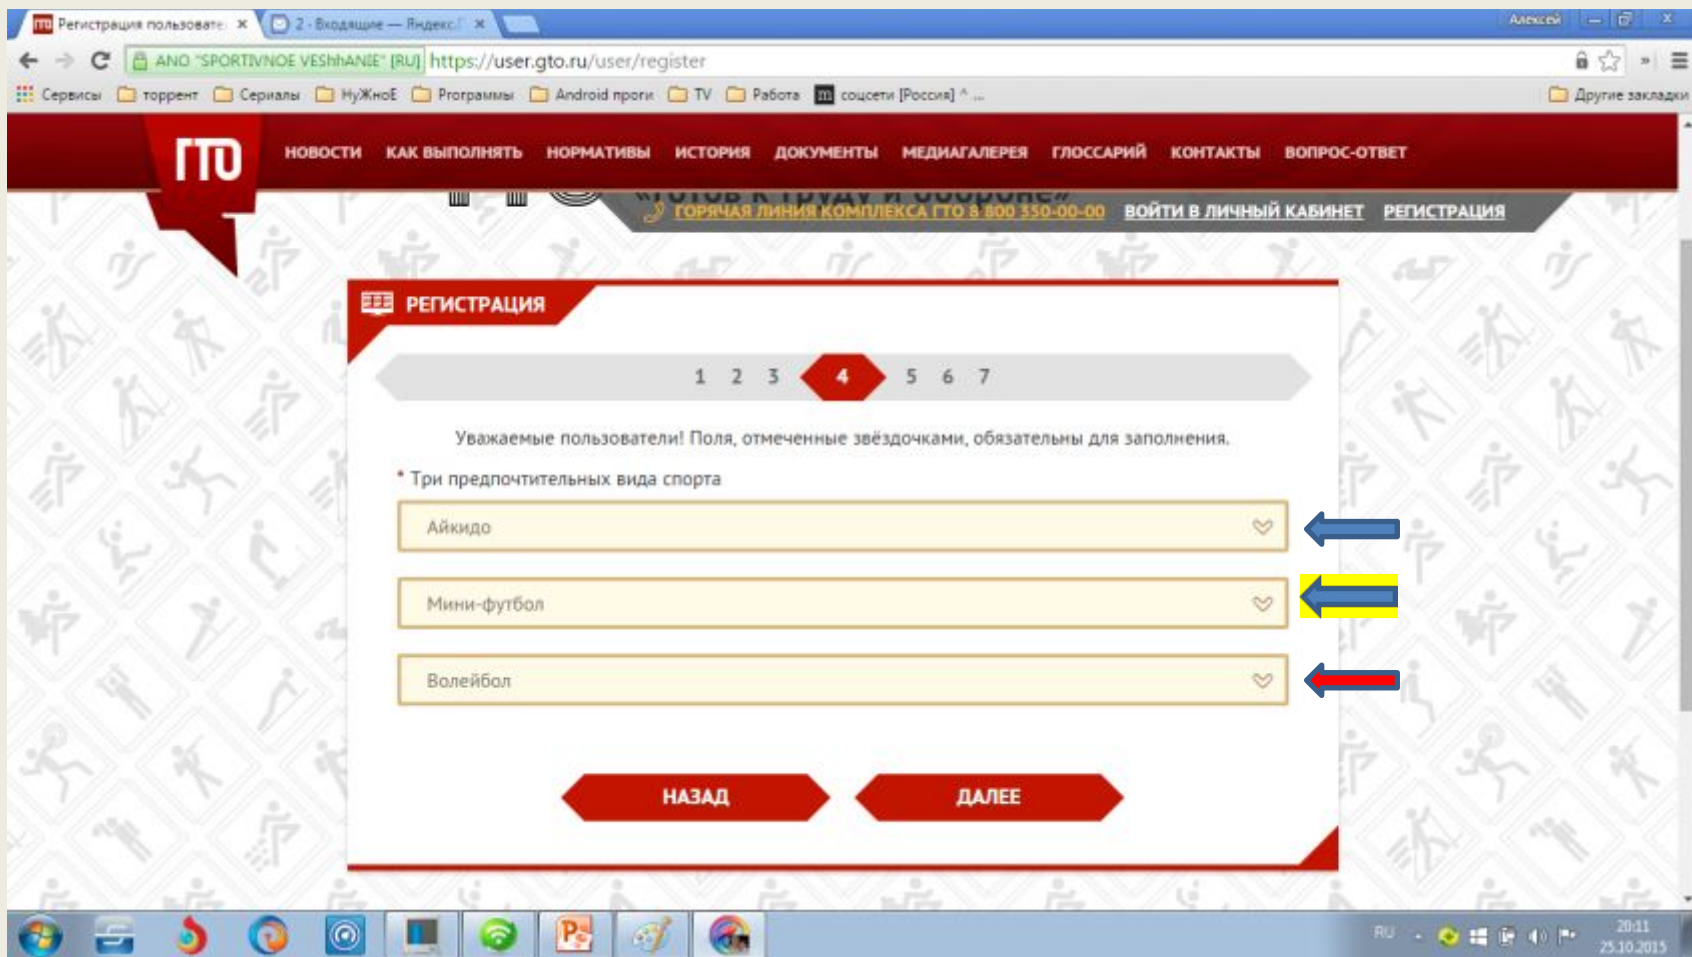 Регистрация пользовате: 2 - Входящие — Яндекс.П Алексей
ANO "SPORTIVNOE VEShhANIE" [RU] https://user.gto.ru/user/register
Сервисы торрент Сериалы НуЖноЕ Программы Android проги TV Работа соцсети [Россия] ^ ... Другие закладки
ГТО НОВОСТИ КАК ВЫПОЛНЯТЬ НОРМАТИВЫ ИСТОРИЯ ДОКУМЕНТЫ МЕДИАГАЛЕРЕЯ ГЛОССАРИЙ КОНТАКТЫ ВОПРОС-ОТВЕТ
«Готов к труду и обороне»
ГОРЯЧАЯ ЛИНИЯ КОМПЛЕКСА ГТО 8 800 350-00-00 ВОЙТИ В ЛИЧНЫЙ КАБИНЕТ РЕГИСТРАЦИЯ
РЕГИСТРАЦИЯ
1 2 3 4 5 6 7
Уважаемые пользователи! Поля, отмеченные звёздочками, обязательны для заполнения.
* Три предпочтительных вида спорта
Айкидо
Мини-футбол
Волейбол
НАЗАД ДАЛЕЕ
RU 20:11
25.10.2015